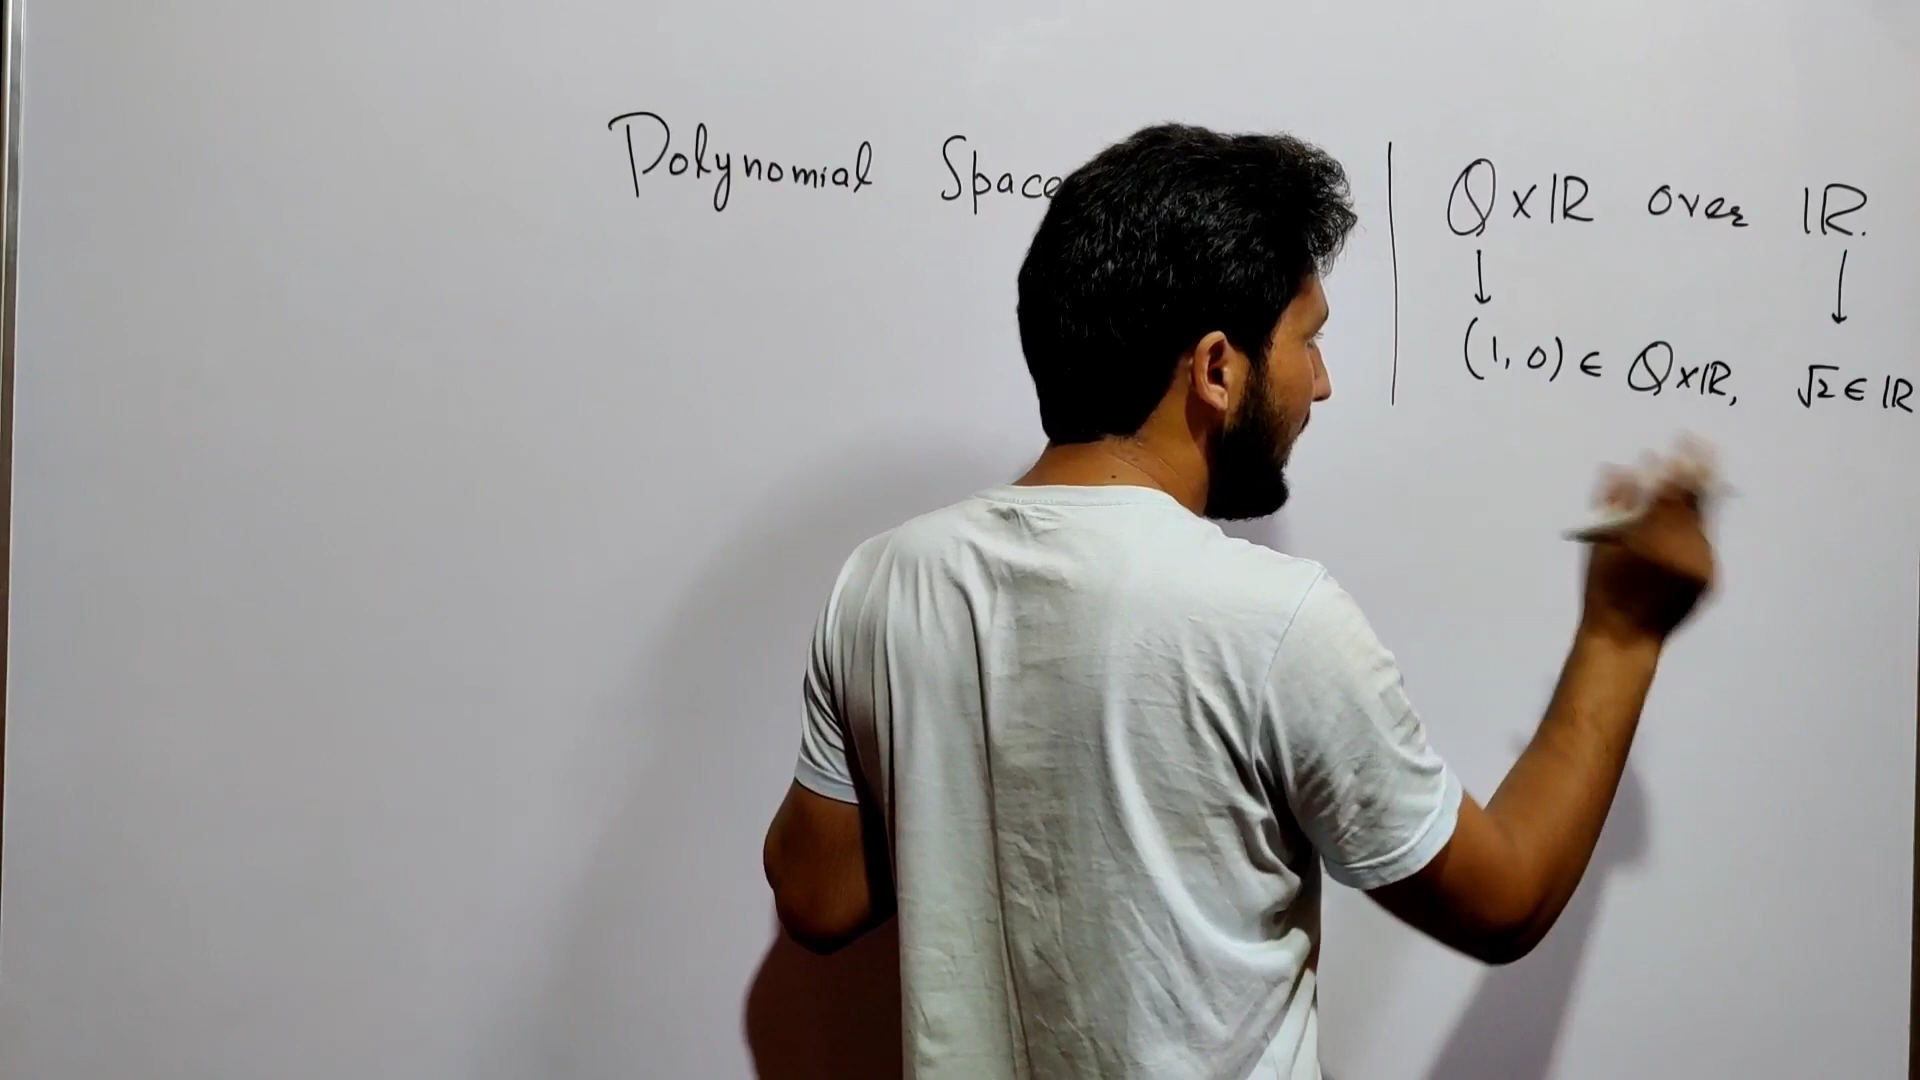 Polynomial Space
Q×ℝ over ℝ.
↓ ↓
(1, 0) ∈ Q×ℝ, √2 ∈ ℝ